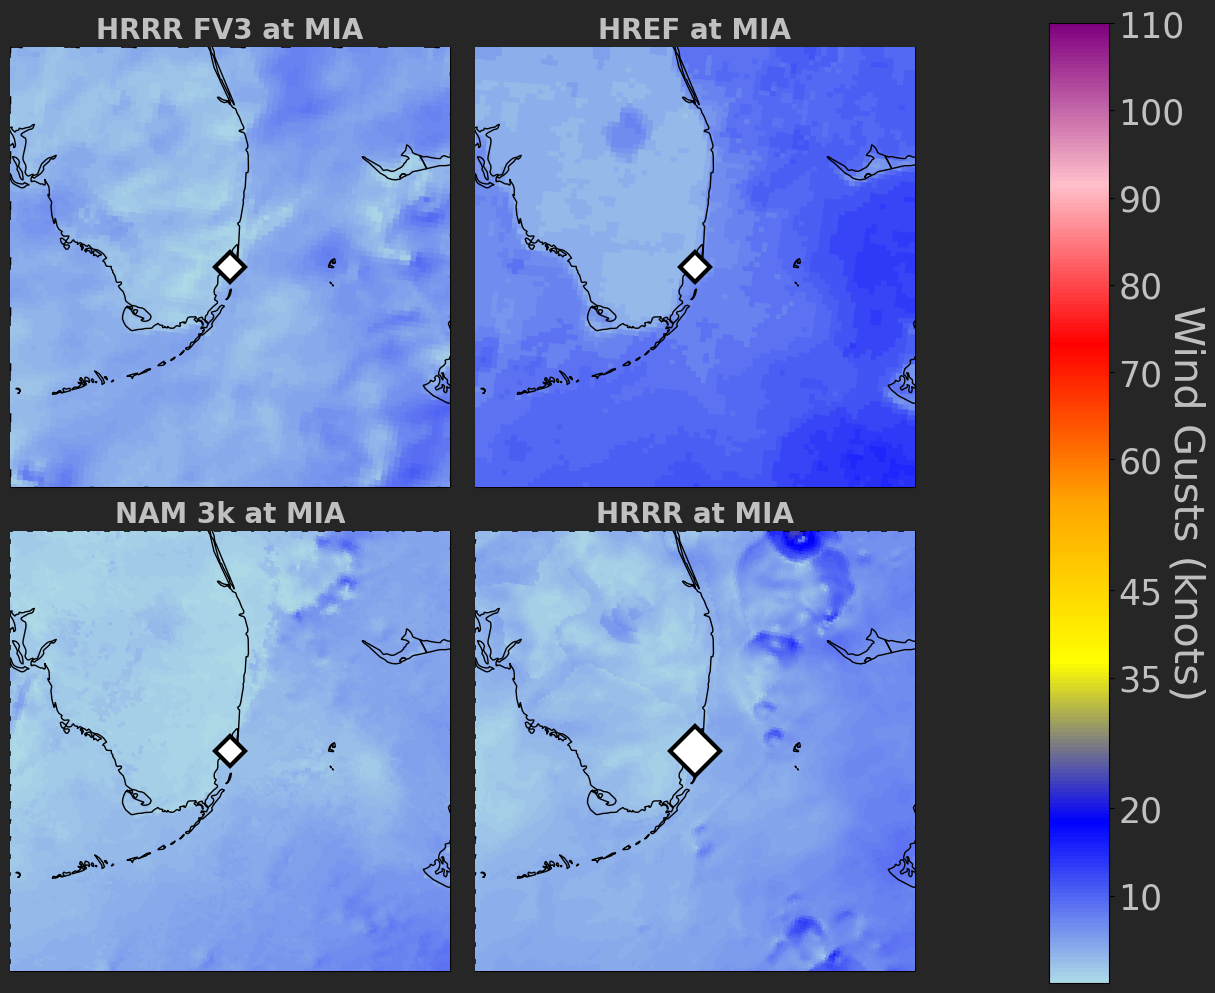 HRRR FV3 at MIA
HREF at MIA
NAM 3k at MIA
HRRR at MIA
110
100
90
80
70
60
45
35
20
10
Wind Gusts (knots)